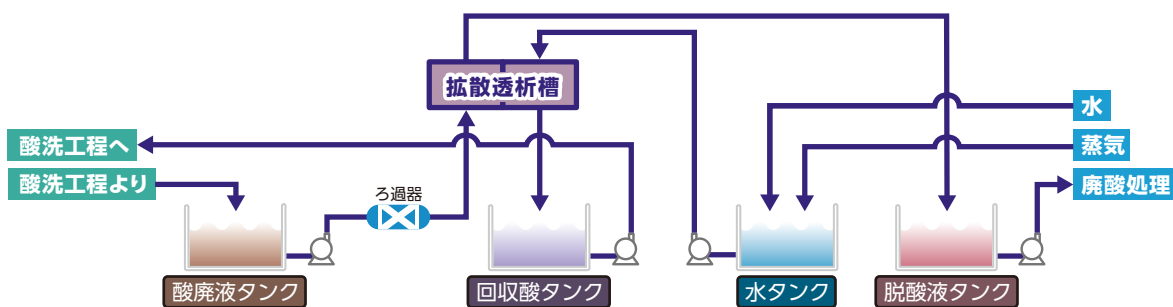 拡散透析槽
水
酸洗工程へ
蒸気
酸洗工程より
廃酸処理
ろ過器
酸廃液タンク
回収酸タンク
水タンク
脱酸液タンク